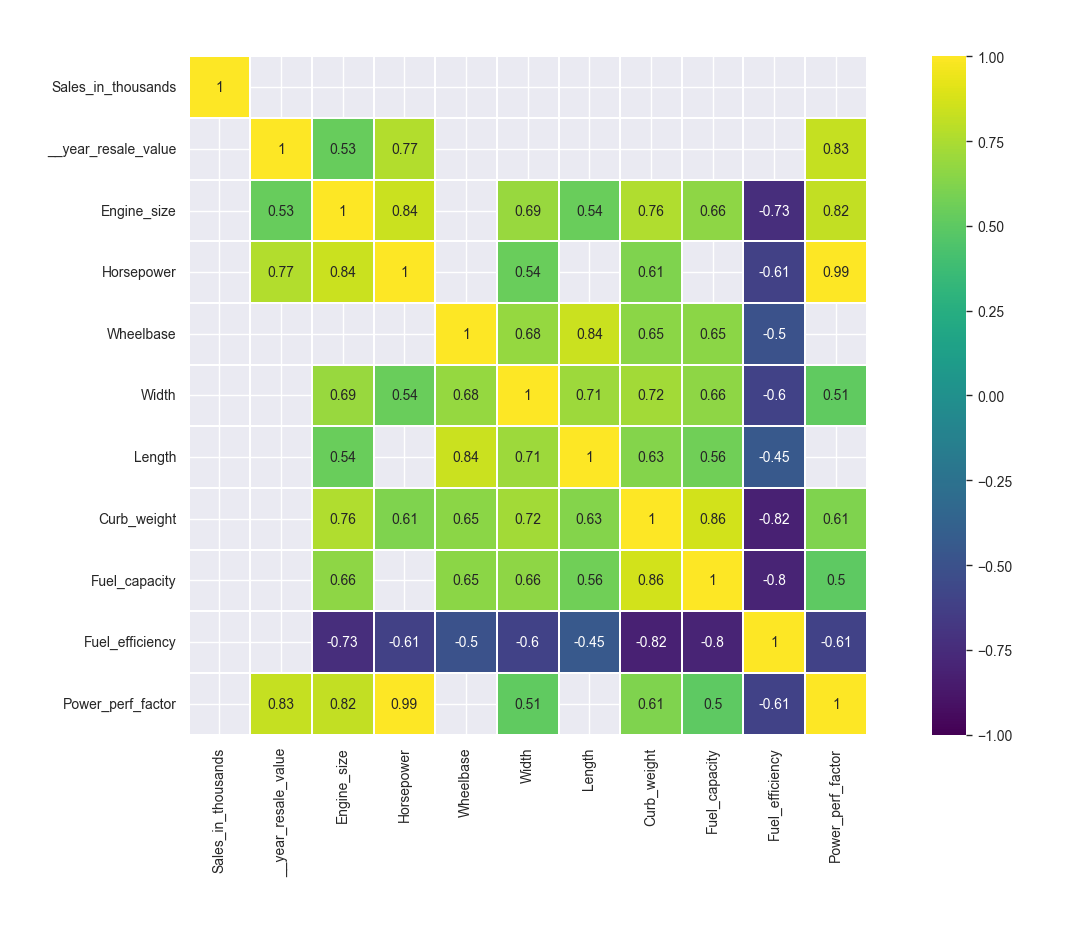 Sales_in_thousands 1
__year_resale_value 1 0.53 0.77 0.83
Engine_size 0.53 1 0.84 0.69 0.54 0.76 0.66 -0.73 0.82
Horsepower 0.77 0.84 1 0.54 0.61 -0.61 0.99
Wheelbase 1 0.68 0.84 0.65 0.65 -0.5
Width 0.69 0.54 0.68 1 0.71 0.72 0.66 -0.6 0.51
Length 0.54 0.84 0.71 1 0.63 0.56 -0.45
Curb_weight 0.76 0.61 0.65 0.72 0.63 1 0.86 -0.82 0.61
Fuel_capacity 0.66 0.65 0.66 0.56 0.86 1 -0.8 0.5
Fuel_efficiency -0.73 -0.61 -0.5 -0.6 -0.45 -0.82 -0.8 1 -0.61
Power_perf_factor 0.83 0.82 0.99 0.51 0.61 0.5 -0.61 1
Sales_in_thousands
__year_resale_value
Engine_size
Horsepower
Wheelbase
Width
Length
Curb_weight
Fuel_capacity
Fuel_efficiency
Power_perf_factor
1.00
0.75
0.50
0.25
0.00
−0.25
−0.50
−0.75
−1.00